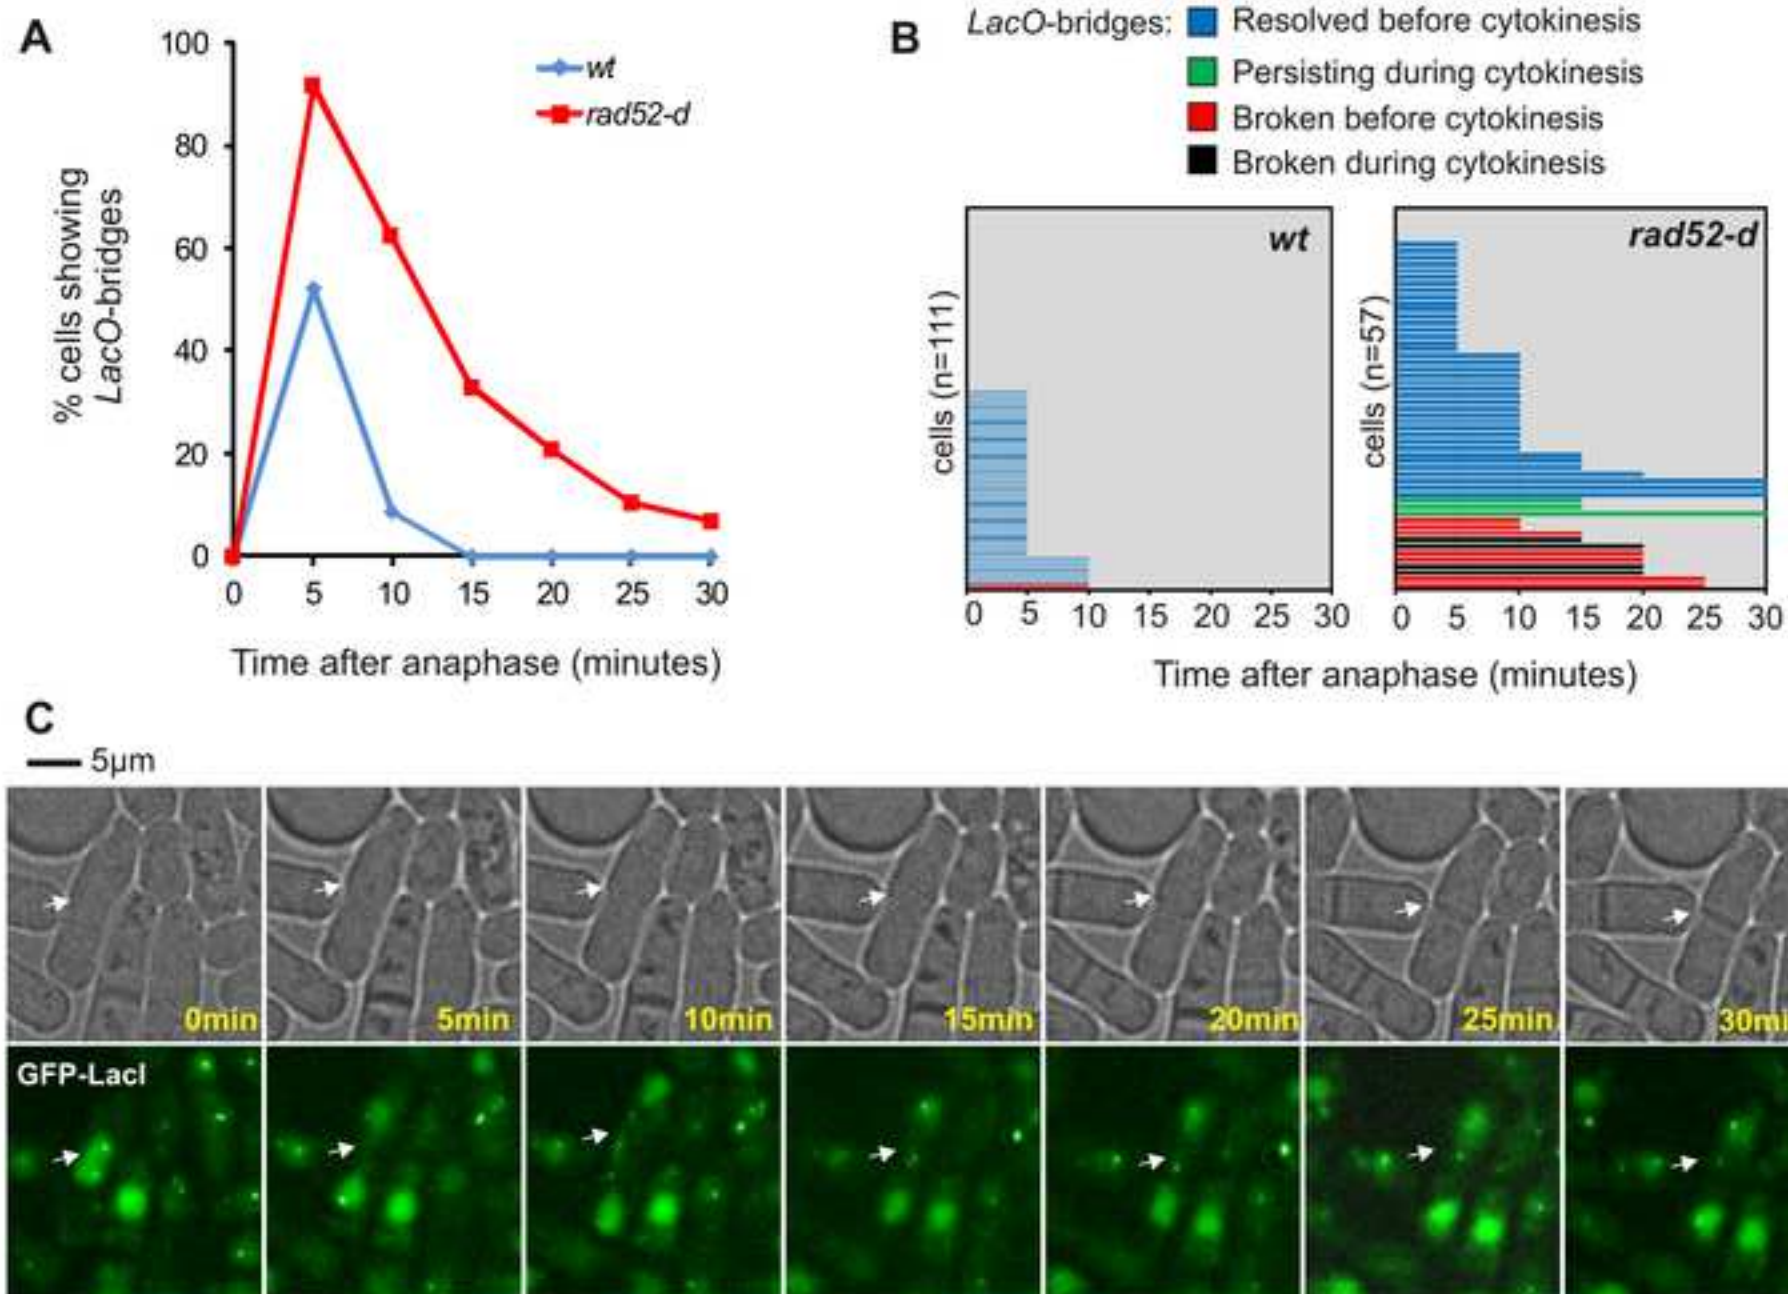 A
100
80
60
40
20
0
% cells showing
LacO-bridges
wt
rad52-d
0 5 10 15 20 25 30
Time after anaphase (minutes)
B
LacO-bridges:
Resolved before cytokinesis
Persisting during cytokinesis
Broken before cytokinesis
Broken during cytokinesis
cells (n=111)
wt
0 5 10 15 20 25 30
cells (n=57)
rad52-d
0 5 10 15 20 25 30
Time after anaphase (minutes)
C
5µm
0min 5min 10min 15min 20min 25min 30mi
GFP-LacI